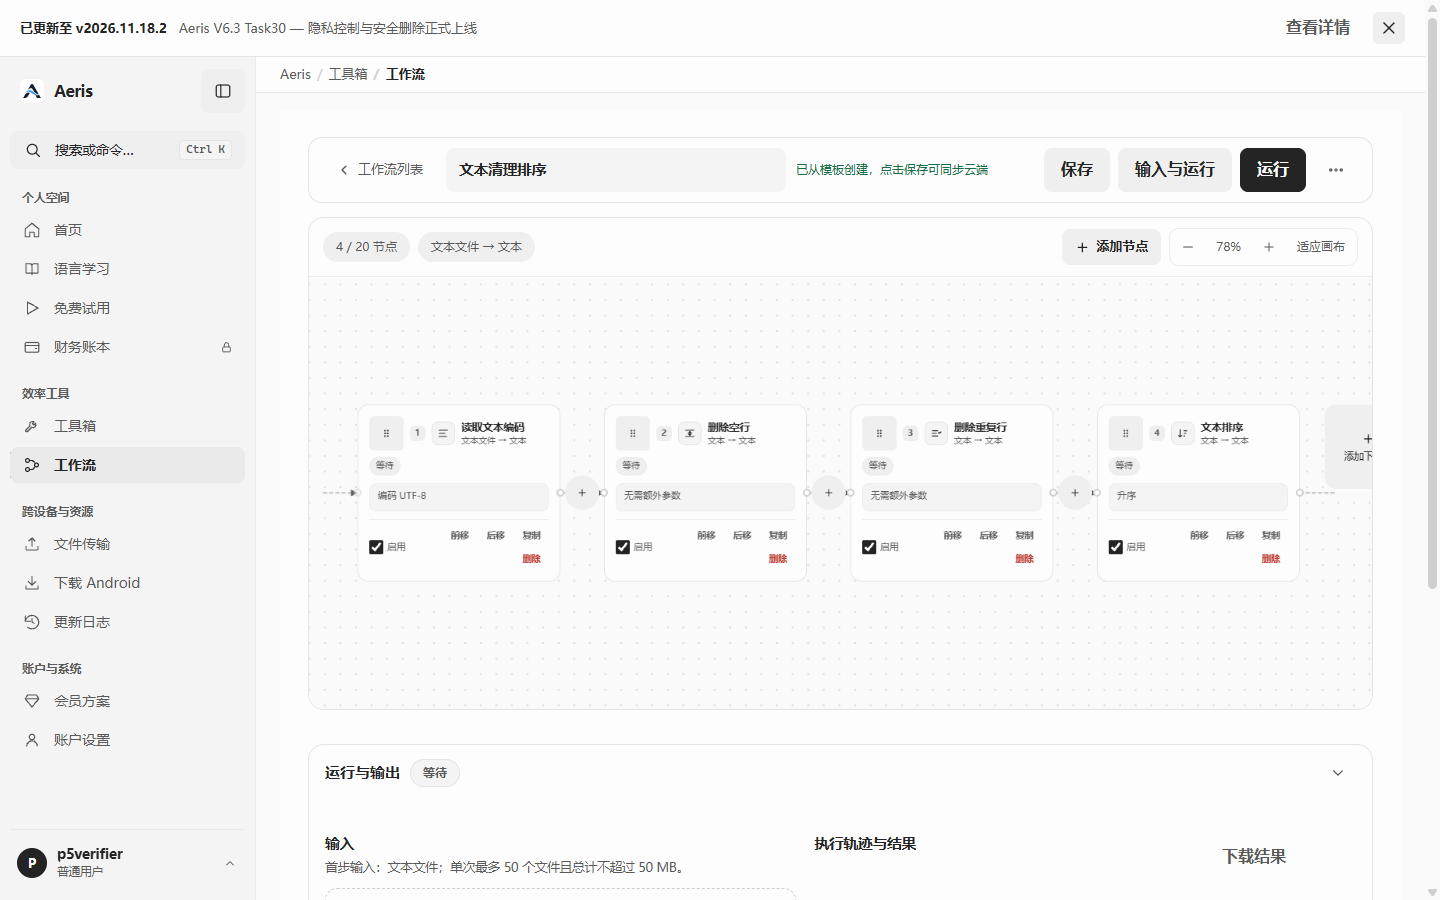 已更新至 v2026.11.18.2 Aeris V6.3 Task30 — 隐私控制与安全删除正式上线
查看详情
Aeris
搜索或命令... Ctrl K
个人空间
首页
语言学习
免费试用
财务账本
效率工具
工具箱
工作流
跨设备与资源
文件传输
下载 Android
更新日志
账户与系统
会员方案
账户设置
P
p5verifier
普通用户
Aeris / 工具箱 / 工作流
工作流列表
文本清理排序
已从模板创建，点击保存可同步云端
保存
输入与运行
运行
4 / 20 节点
文本文件 → 文本
添加节点
78%
适应画布
1
读取文本编码
文本文件 → 文本
等待
编码 UTF-8
启用
前移 后移 复制
删除
2
删除空行
文本 → 文本
等待
无需额外参数
启用
前移 后移 复制
删除
3
删除重复行
文本 → 文本
等待
无需额外参数
启用
前移 后移 复制
删除
4
文本排序
文本 → 文本
等待
升序
启用
前移 后移 复制
删除
添加下
运行与输出 等待
输入
首步输入：文本文件；单次最多 50 个文件且总计不超过 50 MB。
执行轨迹与结果
下载结果